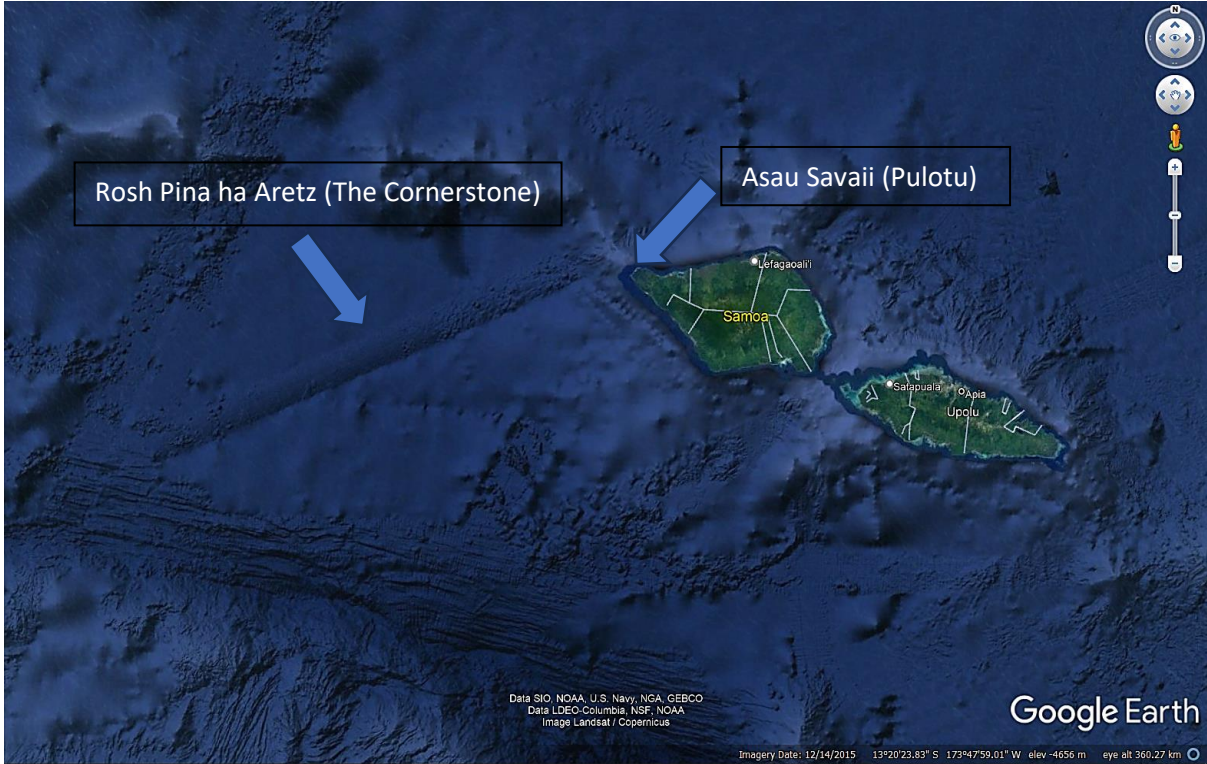 N
Rosh Pina ha Aretz (The Cornerstone)
Asau Savaii (Pulotu)
Lefagaoali'i
Samoa
Satapuala
Apia
Upolu
Data SIO, NOAA, U.S. Navy, NGA, GEBCO
Data LDEO-Columbia, NSF, NOAA
Image Landsat / Copernicus
Google Earth
Imagery Date: 12/14/2015 13°20'23.83" S 173°47'59.01" W elev -4656 m eye alt 360.27 km